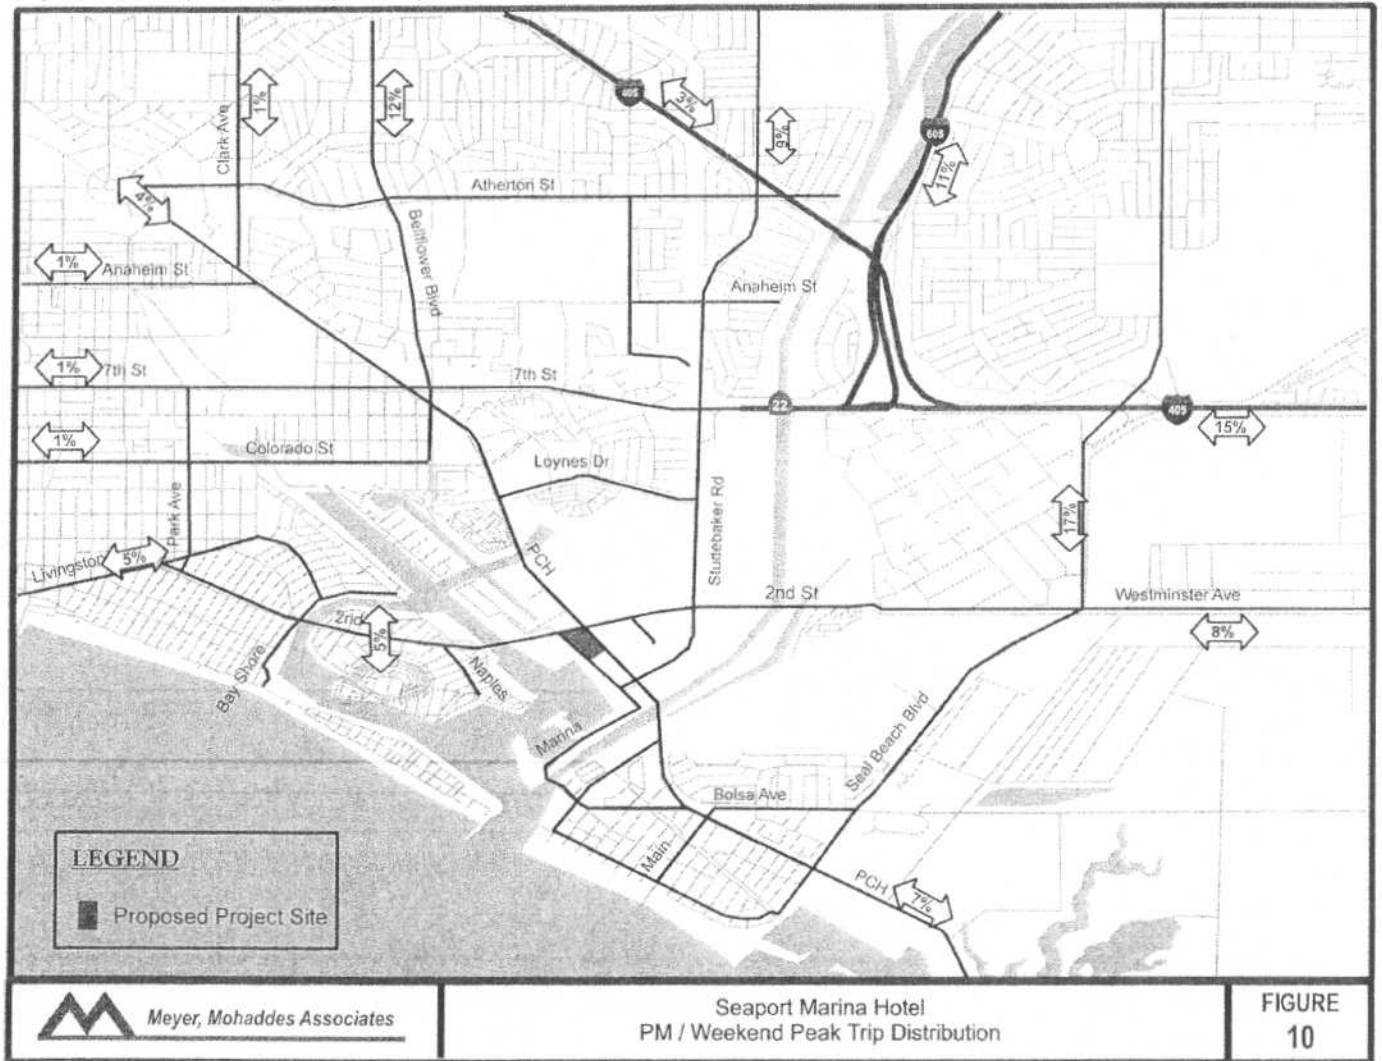 405
3%
1%
12%
9%
605
11%
Clark Ave
Atherton St
4%
Bellflower Blvd
1%
Anaheim St
Anaheim St
1%
7th St
7th St
22
405
15%
1%
Colorado St
Loynes Dr
Park Ave
Studebaker Rd
17%
Livingston
5%
PCH
2nd St
Westminster Ave
2nd
5%
8%
Bay Shore
Naples
Marina
Seal Beach Blvd
Bolsa Ave
Main
PCH
7%
LEGEND
Proposed Project Site
Meyer, Mohaddes Associates
Seaport Marina Hotel
PM / Weekend Peak Trip Distribution
FIGURE
10